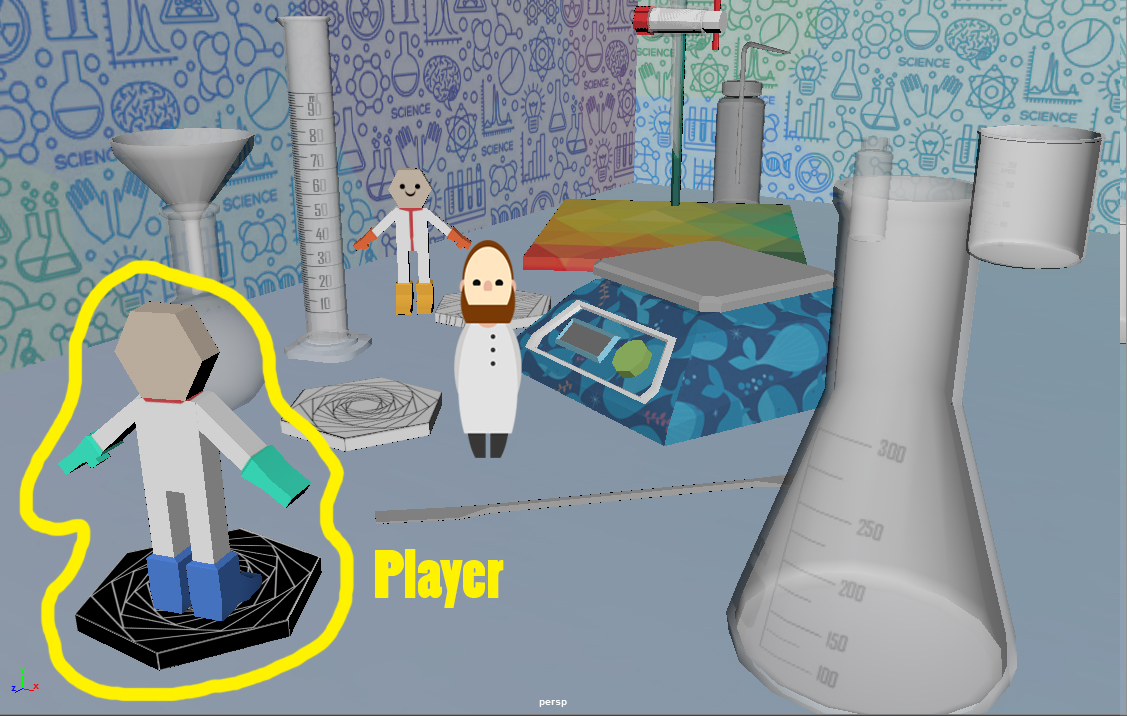 SCIENCE
SCIENCE
SCIENCE
SCIENCE
SCIENCE
SCIENCE
90
80
70
60
50
40
30
20
10
300
250
200
150
100
Player
persp
z
x